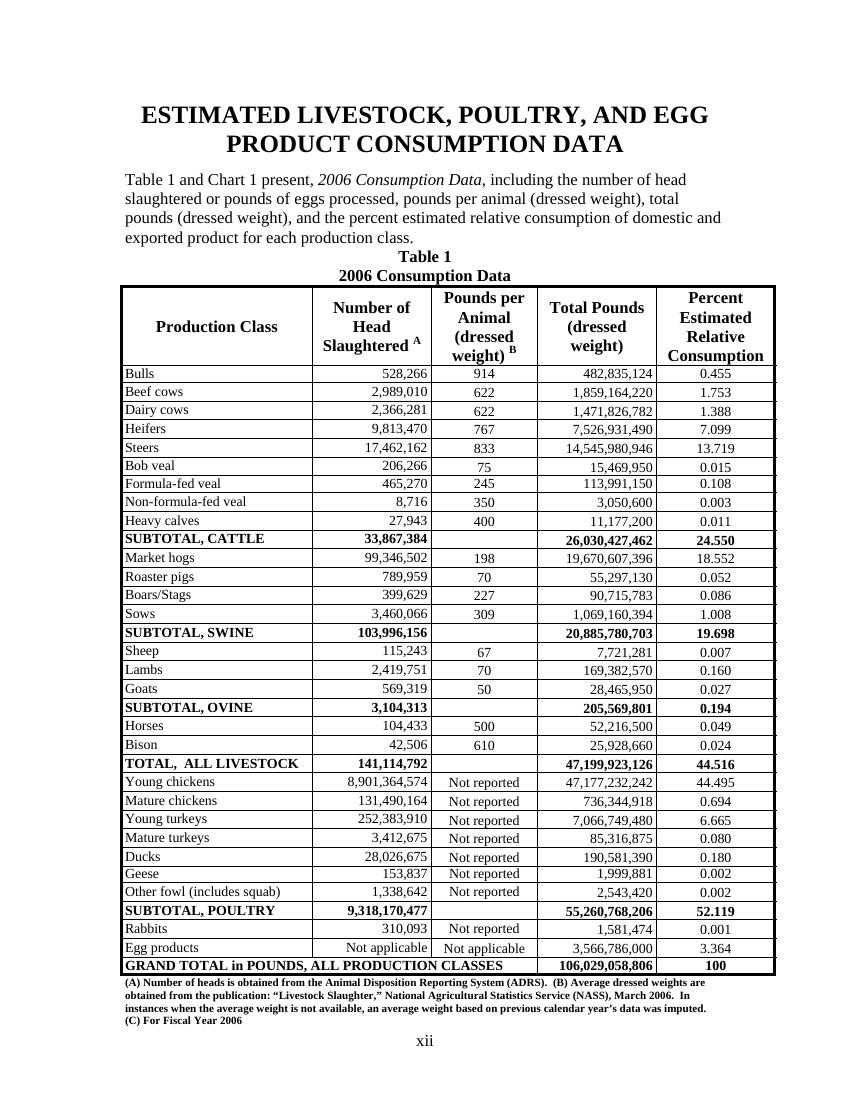 ESTIMATED LIVESTOCK, POULTRY, AND EGG
PRODUCT CONSUMPTION DATA
Table 1 and Chart 1 present, 2006 Consumption Data, including the number of head
slaughtered or pounds of eggs processed, pounds per animal (dressed weight), total
pounds (dressed weight), and the percent estimated relative consumption of domestic and
exported product for each production class.
Table 1
2006 Consumption Data
Production Class
Number of
Head
Slaughtered A
Pounds per
Animal
(dressed
weight) B
Total Pounds
(dressed
weight)
Percent
Estimated
Relative
Consumption
Bulls 528,266 914 482,835,124 0.455
Beef cows 2,989,010 622 1,859,164,220 1.753
Dairy cows 2,366,281 622 1,471,826,782 1.388
Heifers 9,813,470 767 7,526,931,490 7.099
Steers 17,462,162 833 14,545,980,946 13.719
Bob veal 206,266 75 15,469,950 0.015
Formula-fed veal 465,270 245 113,991,150 0.108
Non-formula-fed veal 8,716 350 3,050,600 0.003
Heavy calves 27,943 400 11,177,200 0.011
SUBTOTAL, CATTLE 33,867,384 26,030,427,462 24.550
Market hogs 99,346,502 198 19,670,607,396 18.552
Roaster pigs 789,959 70 55,297,130 0.052
Boars/Stags 399,629 227 90,715,783 0.086
Sows 3,460,066 309 1,069,160,394 1.008
SUBTOTAL, SWINE 103,996,156 20,885,780,703 19.698
Sheep 115,243 67 7,721,281 0.007
Lambs 2,419,751 70 169,382,570 0.160
Goats 569,319 50 28,465,950 0.027
SUBTOTAL, OVINE 3,104,313 205,569,801 0.194
Horses 104,433 500 52,216,500 0.049
Bison 42,506 610 25,928,660 0.024
TOTAL, ALL LIVESTOCK 141,114,792 47,199,923,126 44.516
Young chickens 8,901,364,574 Not reported 47,177,232,242 44.495
Mature chickens 131,490,164 Not reported 736,344,918 0.694
Young turkeys 252,383,910 Not reported 7,066,749,480 6.665
Mature turkeys 3,412,675 Not reported 85,316,875 0.080
Ducks 28,026,675 Not reported 190,581,390 0.180
Geese 153,837 Not reported 1,999,881 0.002
Other fowl (includes squab) 1,338,642 Not reported 2,543,420 0.002
SUBTOTAL, POULTRY 9,318,170,477 55,260,768,206 52.119
Rabbits 310,093 Not reported 1,581,474 0.001
Egg products Not applicable Not applicable 3,566,786,000 3.364
GRAND TOTAL in POUNDS, ALL PRODUCTION CLASSES 106,029,058,806 100
(A) Number of heads is obtained from the Animal Disposition Reporting System (ADRS). (B) Average dressed weights are
obtained from the publication: “Livestock Slaughter,” National Agricultural Statistics Service (NASS), March 2006. In
instances when the average weight is not available, an average weight based on previous calendar year’s data was imputed.
(C) For Fiscal Year 2006
xii